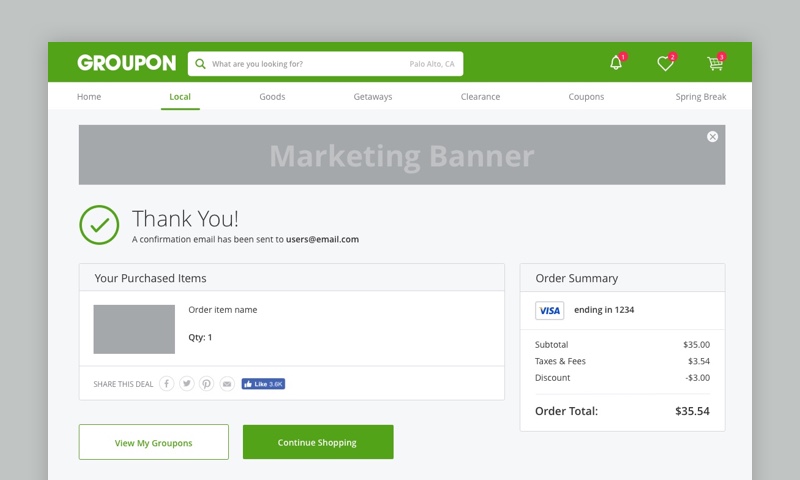 GROUPON
What are you looking for? Palo Alto, CA
1 2 3
Home Local Goods Getaways Clearance Coupons Spring Break
Marketing Banner
Thank You!
A confirmation email has been sent to users@email.com
Your Purchased Items
Order item name
Qty: 1
SHARE THIS DEAL
Like 3.6K
View My Groupons
Continue Shopping
Order Summary
VISA ending in 1234
Subtotal $35.00
Taxes & Fees $3.54
Discount -$3.00
Order Total: $35.54